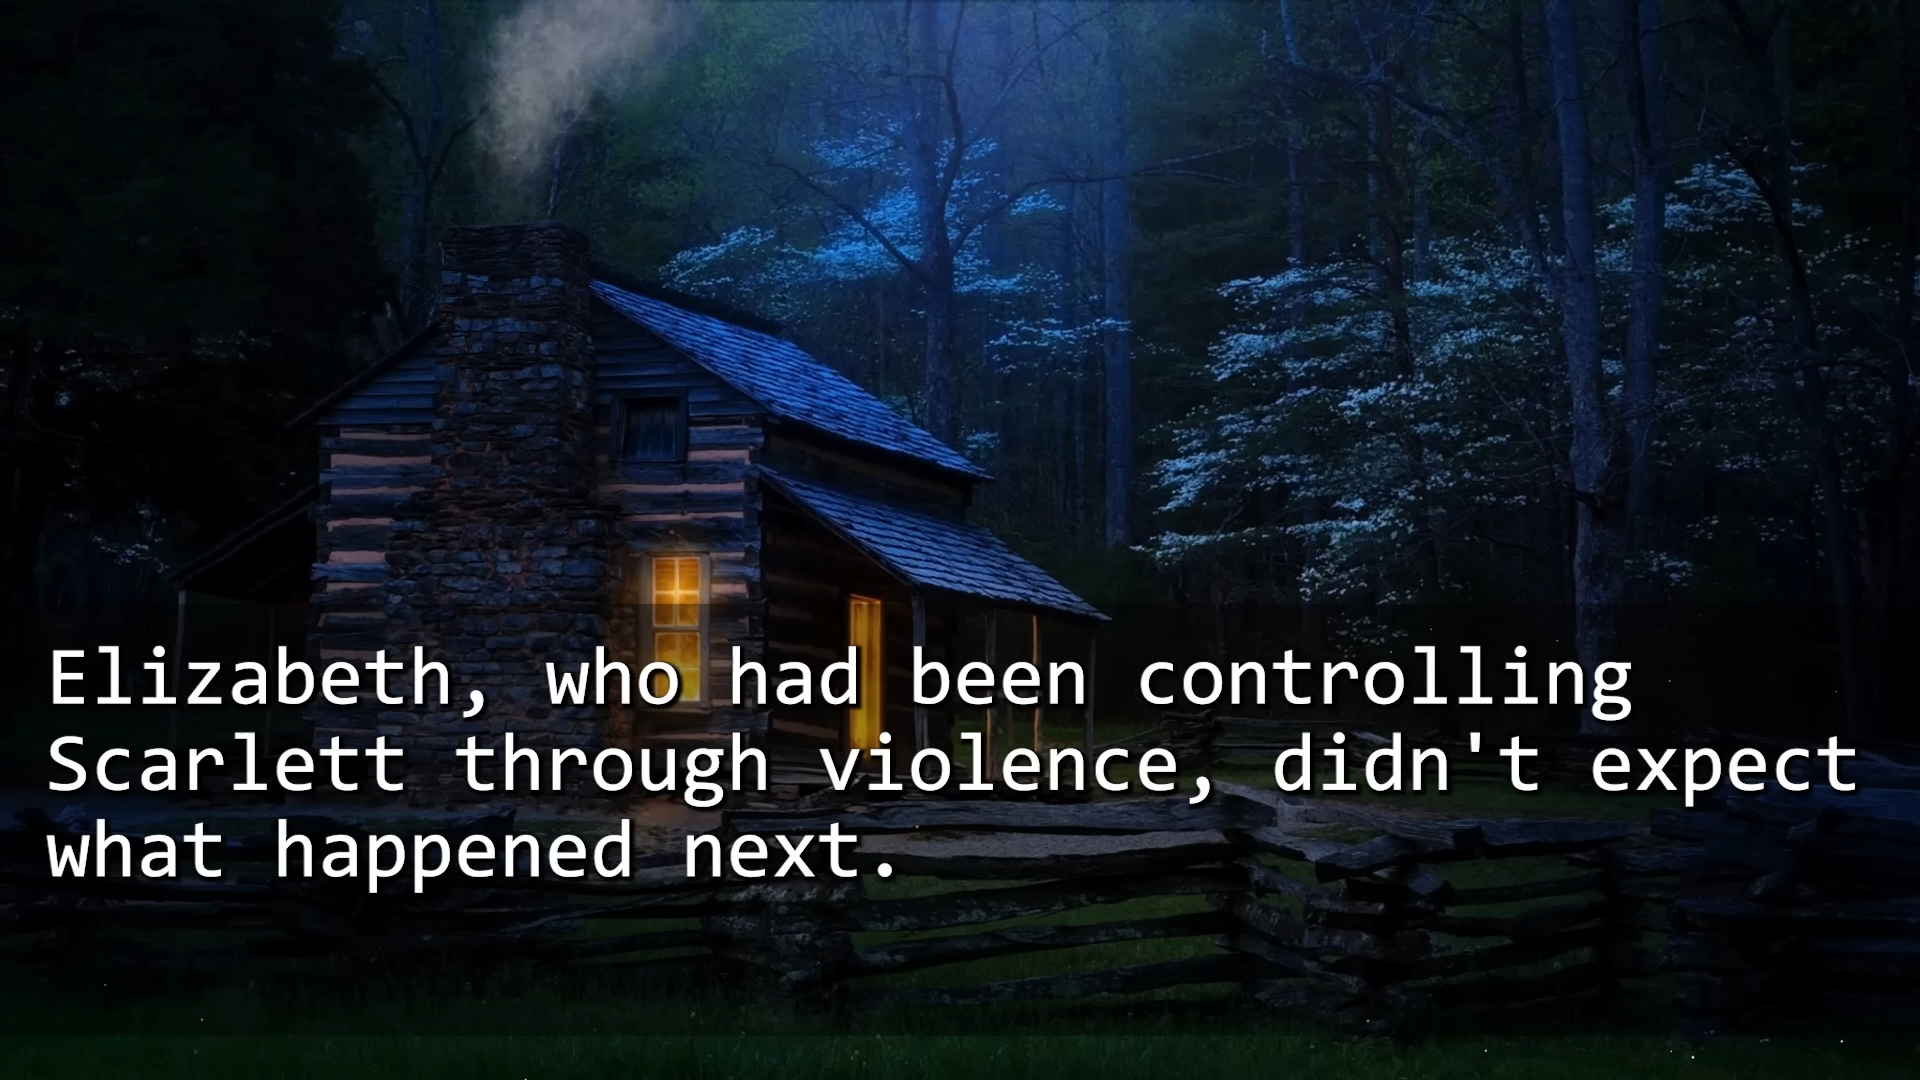 Elizabeth, who had been controlling
Scarlett through violence, didn't expect
what happened next.